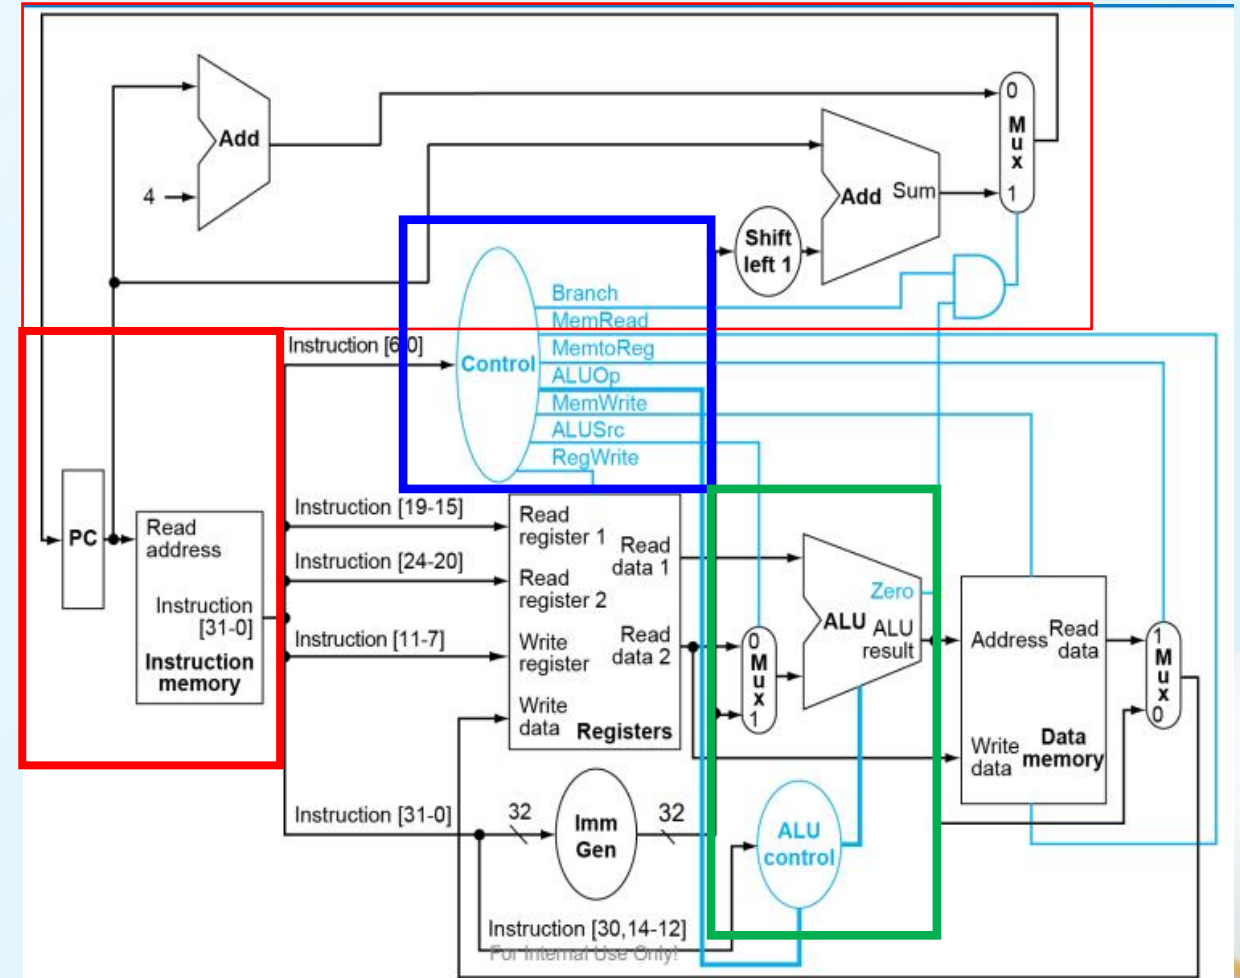 Add
4
0
M
u
x
1
Add Sum
Shift
left 1
Branch
MemRead
MemtoReg
ALUOp
MemWrite
ALUSrc
RegWrite
Control
Instruction [6-0]
PC
Read
address
Instruction
[31-0]
Instruction
memory
Instruction [19-15]
Instruction [24-20]
Instruction [11-7]
Instruction [31-0]
Read
register 1
Read
data 1
Read
register 2
Write
register
Read
data 2
Write
data
Registers
0
M
u
x
1
Zero
ALU
ALU
result
Address
Read
data
Write
data
Data
memory
1
M
u
x
0
32
Imm
Gen
32
ALU
control
Instruction [30,14-12]
For Internal Use Only!